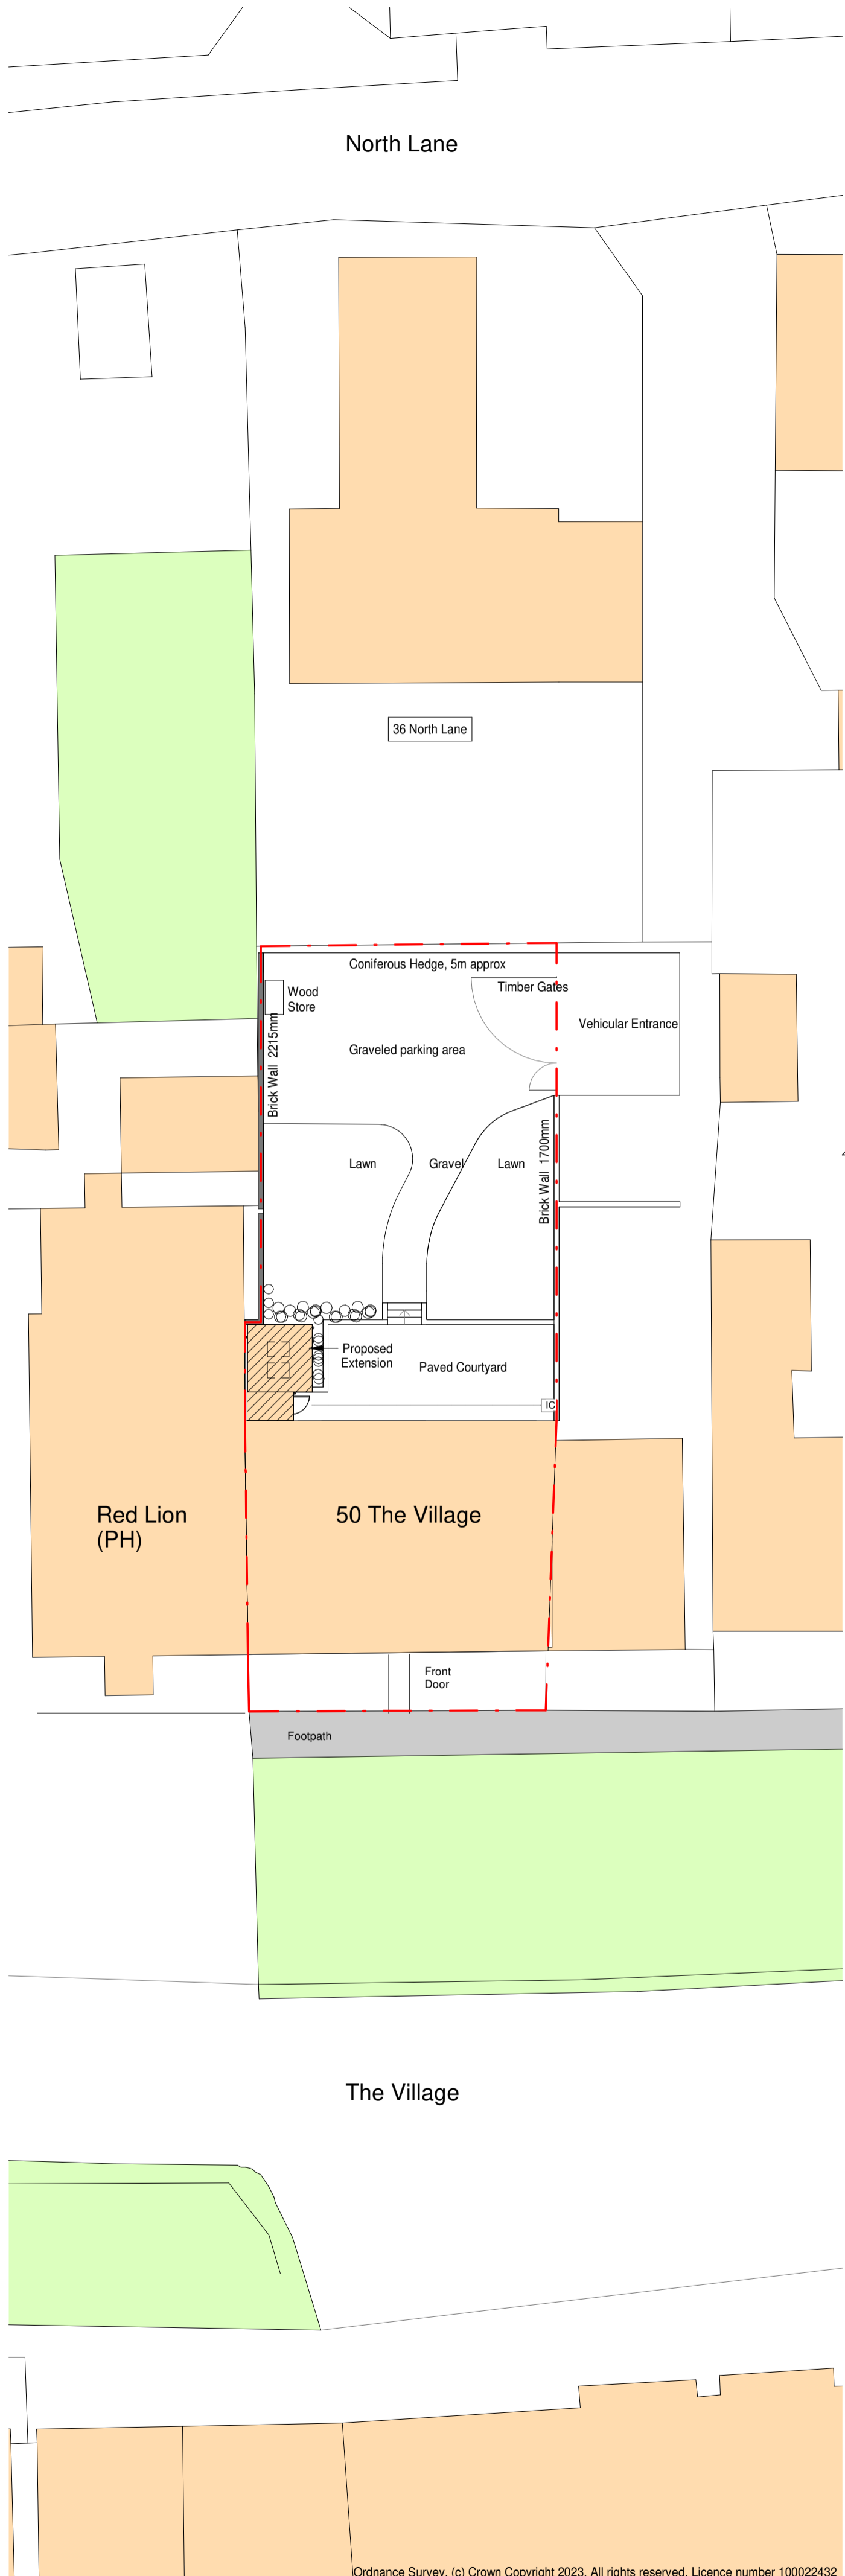 North Lane
36 North Lane
Coniferous Hedge, 5m approx
Timber Gates
Wood
Store
Vehicular Entrance
Brick Wall 2215mm
Graveled parking area
Brick Wall 1700mm
Lawn
Gravel
Lawn
Proposed
Extension
Paved Courtyard
IC
Red Lion
(PH)
50 The Village
Front
Door
Footpath
The Village
Ordnance Survey, (c) Crown Copyright 2023. All rights reserved. Licence number 100022432